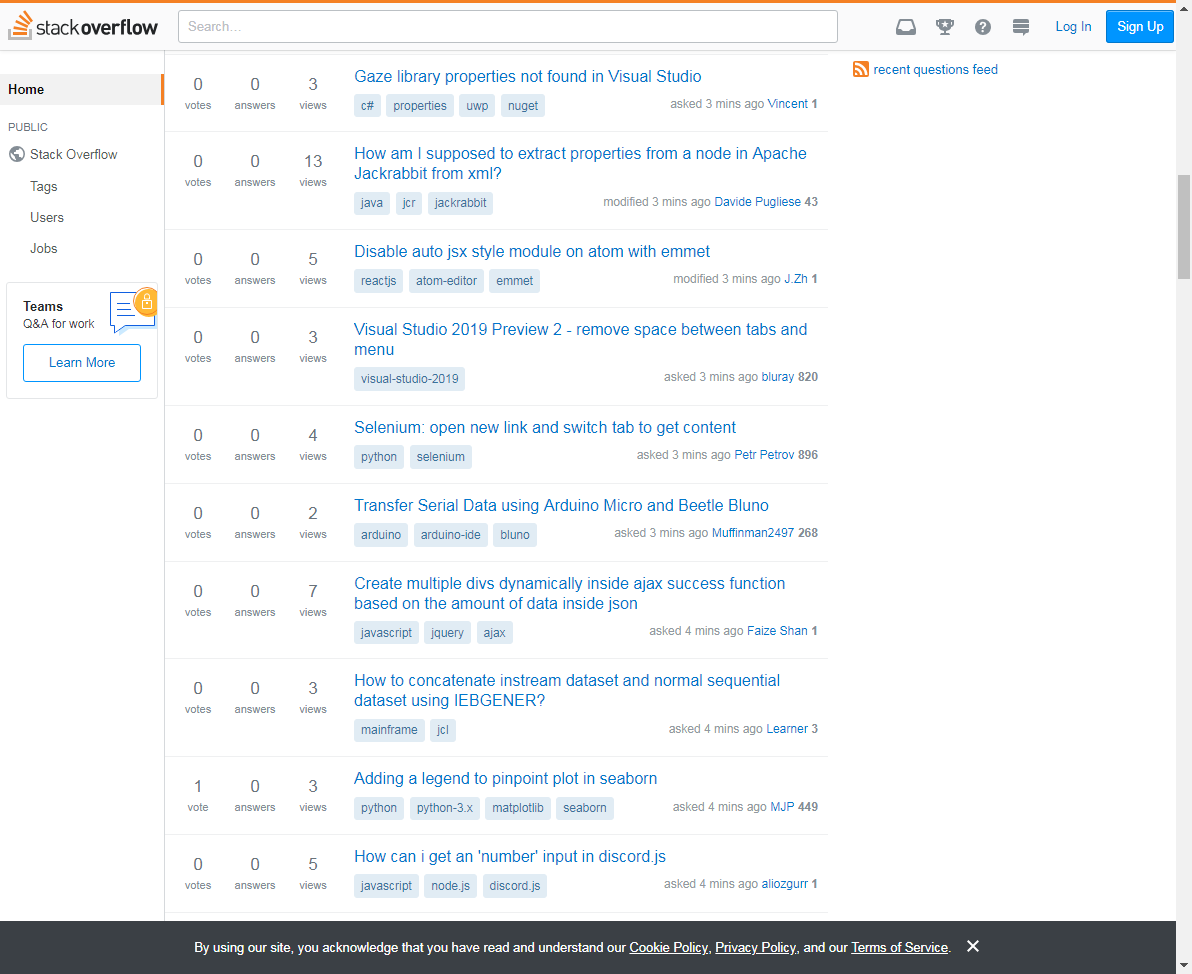 stackoverflow
Search...
Log In
Sign Up
Home
PUBLIC
Stack Overflow
Tags
Users
Jobs
Teams
Q&A for work
Learn More
0 0 3
votes answers views
Gaze library properties not found in Visual Studio
c# properties uwp nuget
asked 3 mins ago Vincent 1
0 0 13
votes answers views
How am I supposed to extract properties from a node in Apache
Jackrabbit from xml?
java jcr jackrabbit
modified 3 mins ago Davide Pugliese 43
0 0 5
votes answers views
Disable auto jsx style module on atom with emmet
reactjs atom-editor emmet
modified 3 mins ago J.Zh 1
0 0 3
votes answers views
Visual Studio 2019 Preview 2 - remove space between tabs and
menu
visual-studio-2019
asked 3 mins ago bluray 820
0 0 4
votes answers views
Selenium: open new link and switch tab to get content
python selenium
asked 3 mins ago Petr Petrov 896
0 0 2
votes answers views
Transfer Serial Data using Arduino Micro and Beetle Bluno
arduino arduino-ide bluno
asked 3 mins ago Muffinman2497 268
0 0 7
votes answers views
Create multiple divs dynamically inside ajax success function
based on the amount of data inside json
javascript jquery ajax
asked 4 mins ago Faize Shan 1
0 0 3
votes answers views
How to concatenate instream dataset and normal sequential
dataset using IEBGENER?
mainframe jcl
asked 4 mins ago Learner 3
1 0 3
vote answers views
Adding a legend to pinpoint plot in seaborn
python python-3.x matplotlib seaborn
asked 4 mins ago MJP 449
0 0 5
votes answers views
How can i get an 'number' input in discord.js
javascript node.js discord.js
asked 4 mins ago aliozgurr 1
recent questions feed
By using our site, you acknowledge that you have read and understand our Cookie Policy, Privacy Policy, and our Terms of Service.